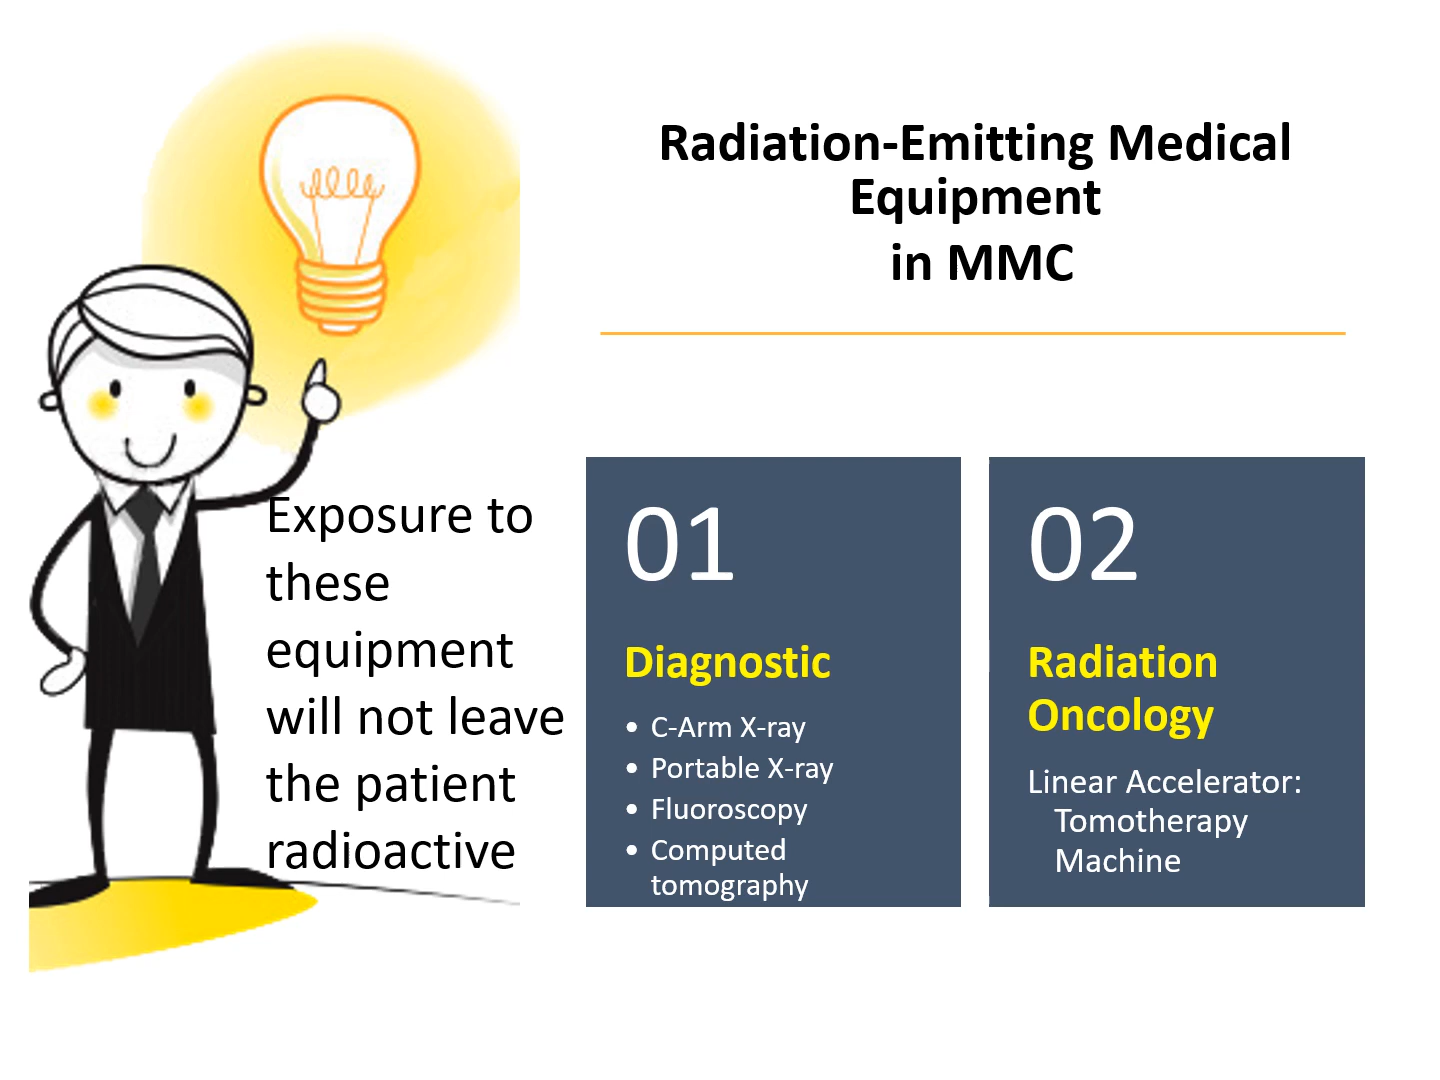 Radiation-Emitting Medical
Equipment
in MMC
Exposure to
these
equipment
will not leave
the patient
radioactive
01
Diagnostic
• C-Arm X-ray
• Portable X-ray
• Fluoroscopy
• Computed
tomography
02
Radiation
Oncology
Linear Accelerator:
Tomotherapy
Machine